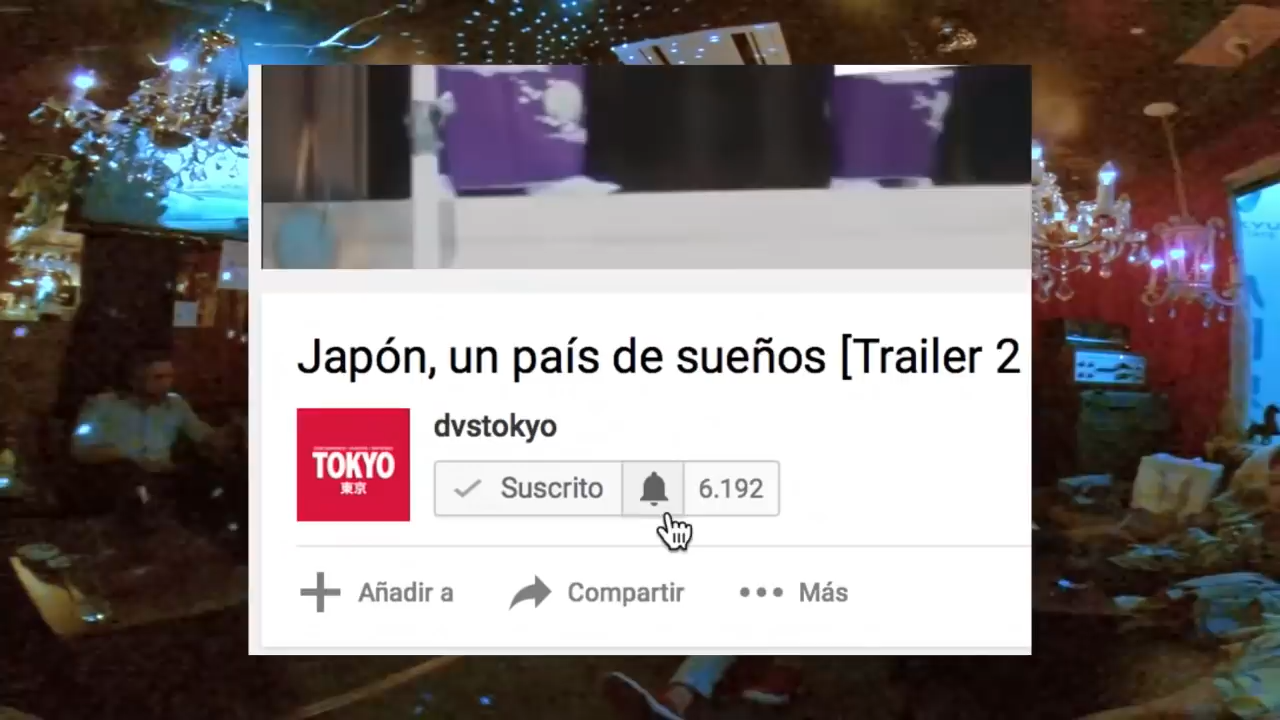 Japón, un país de sueños [Trailer 2
TOKYO
東京
dvstokyo
Suscrito
6.192
Añadir a
Compartir
Más